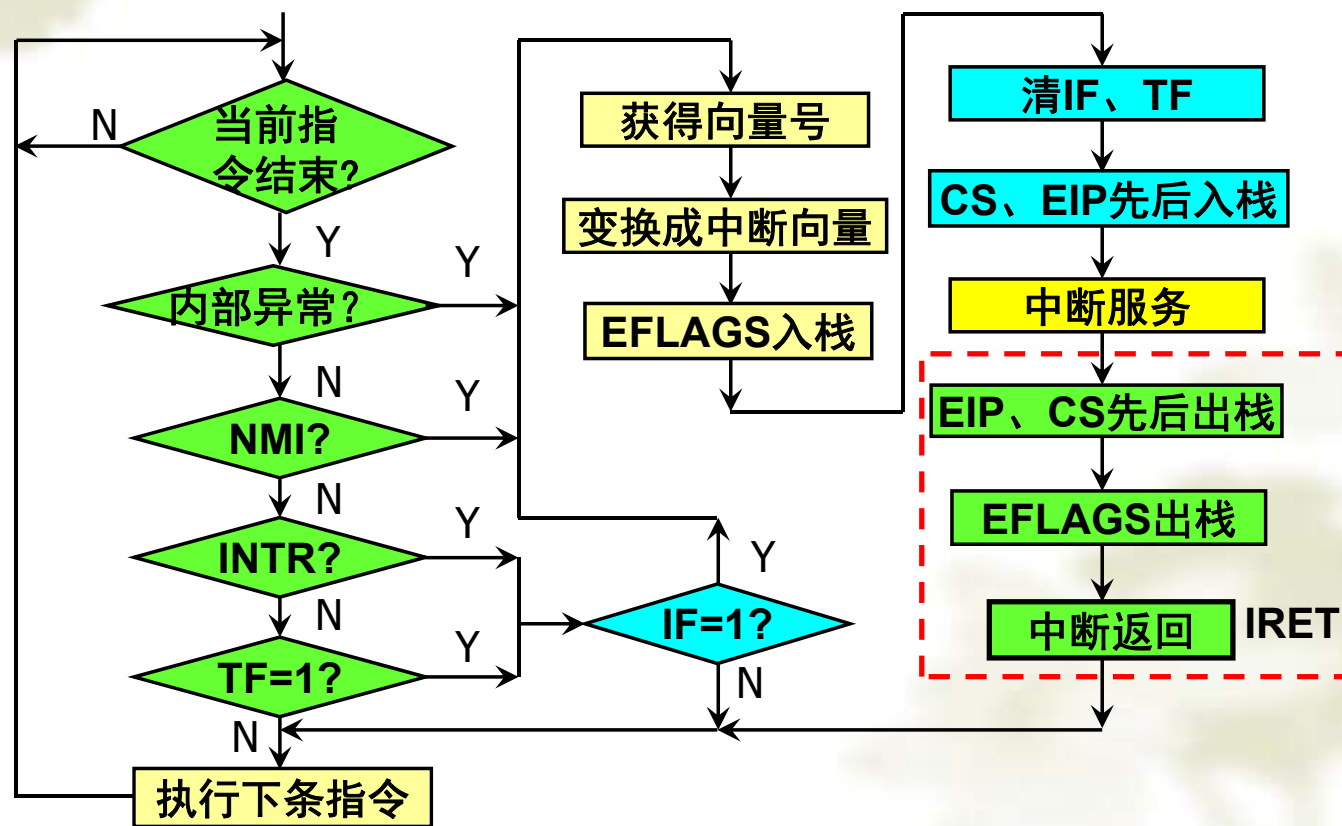 当前指
令结束？
N
Y
内部异常？
Y
N
NMI?
Y
N
INTR?
Y
N
TF=1?
Y
N
执行下条指令
IF=1?
Y
N
获得向量号
变换成中断向量
EFLAGS入栈
清IF、TF
CS、EIP先后入栈
中断服务
EIP、CS先后出栈
EFLAGS出栈
中断返回
IRET